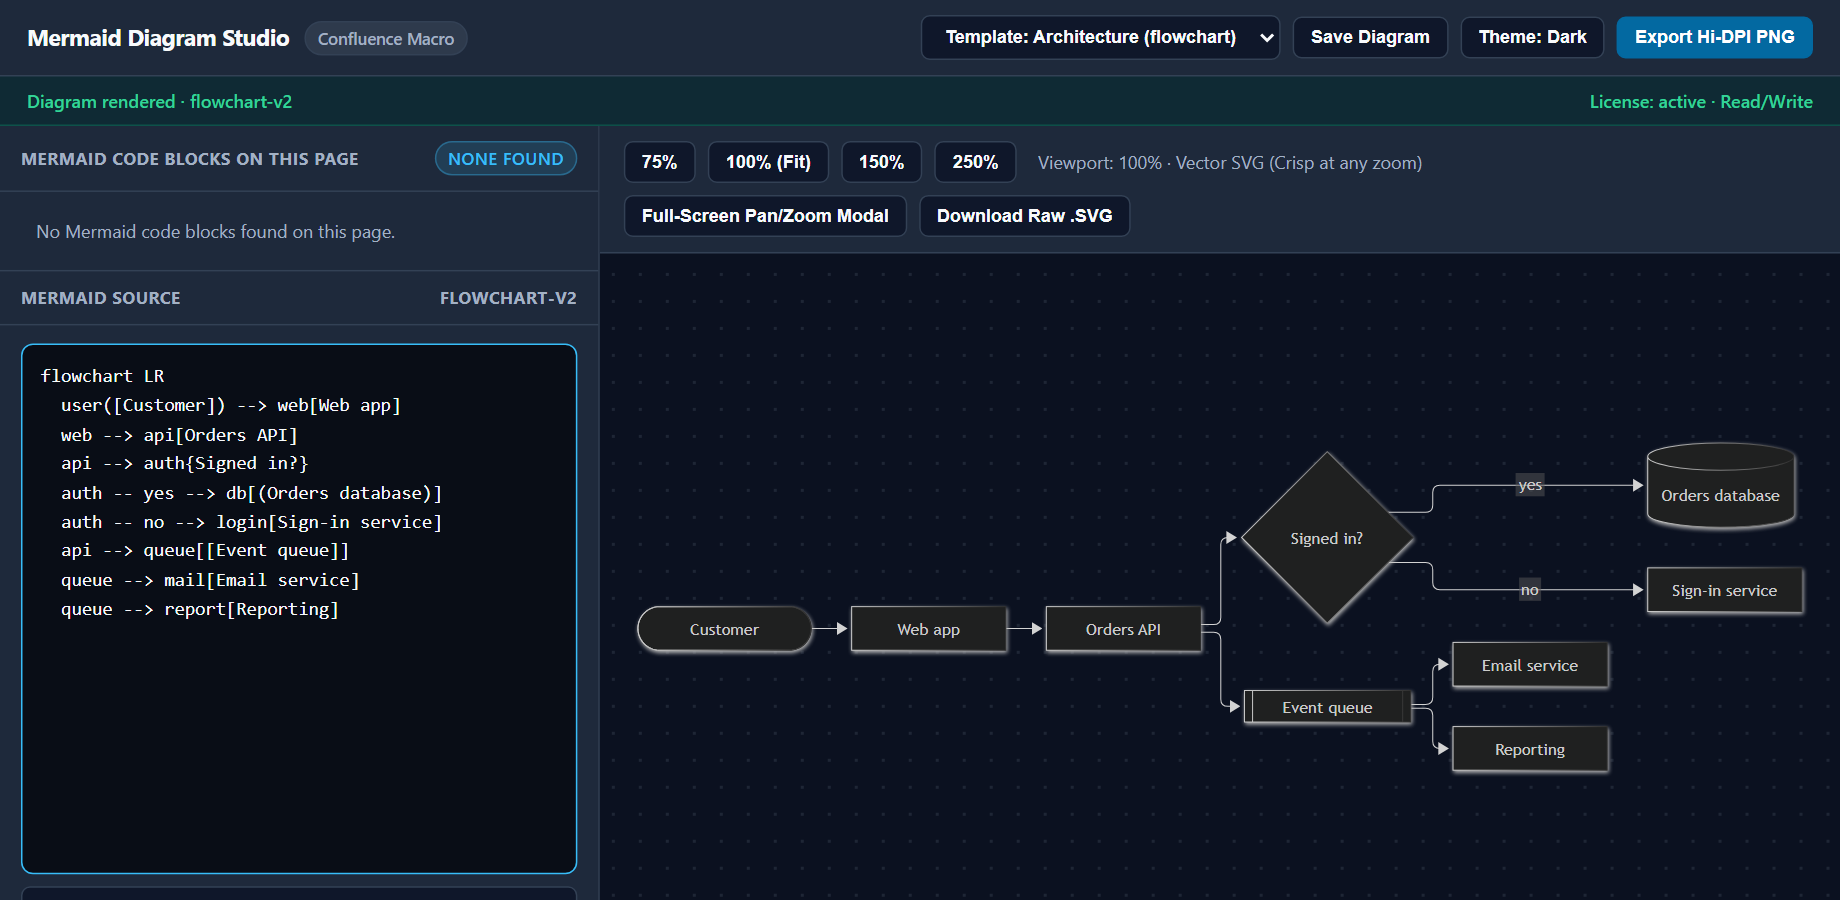 Mermaid Diagram Studio
Confluence Macro
Template: Architecture (flowchart)
Save Diagram
Theme: Dark
Export Hi-DPI PNG
Diagram rendered · flowchart-v2
License: active · Read/Write
MERMAID CODE BLOCKS ON THIS PAGE
NONE FOUND
No Mermaid code blocks found on this page.
MERMAID SOURCE
FLOWCHART-V2
flowchart LR
  user([Customer]) --> web[Web app]
  web --> api[Orders API]
  api --> auth{Signed in?}
  auth -- yes --> db[(Orders database)]
  auth -- no --> login[Sign-in service]
  api --> queue[[Event queue]]
  queue --> mail[Email service]
  queue --> report[Reporting]
75%
100% (Fit)
150%
250%
Viewport: 100% · Vector SVG (Crisp at any zoom)
Full-Screen Pan/Zoom Modal
Download Raw .SVG
Customer
Web app
Orders API
Signed in?
yes
Orders database
no
Sign-in service
Event queue
Email service
Reporting